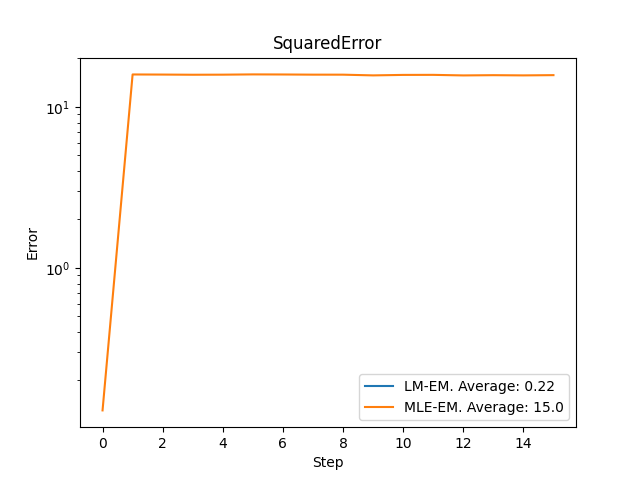 SquaredError
Error
10¹
10⁰
0 2 4 6 8 10 12 14
Step
LM-EM. Average: 0.22
MLE-EM. Average: 15.0